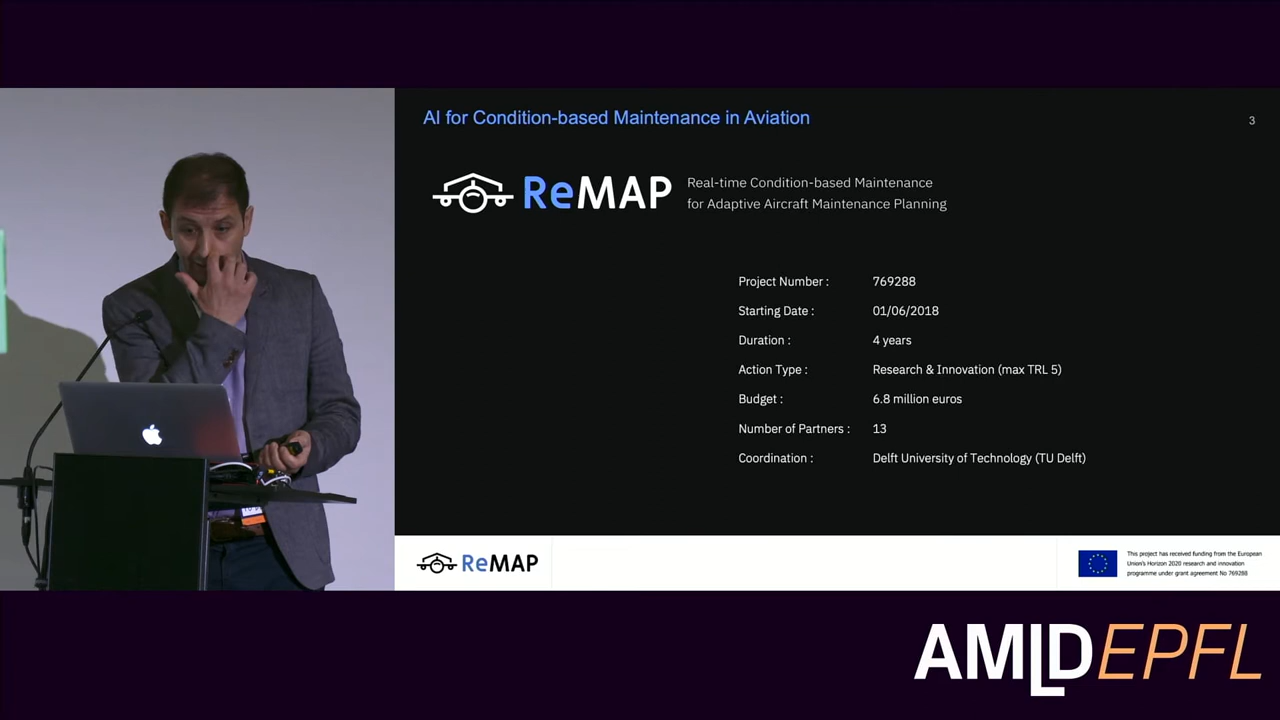 AI for Condition-based Maintenance in Aviation
3
ReMAP
Real-time Condition-based Maintenance
for Adaptive Aircraft Maintenance Planning
Project Number : 769288
Starting Date : 01/06/2018
Duration : 4 years
Action Type : Research & Innovation (max TRL 5)
Budget : 6.8 million euros
Number of Partners : 13
Coordination : Delft University of Technology (TU Delft)
ReMAP
This project has received funding from the European
Union's Horizon 2020 research and innovation
programme under grant agreement No 769288
AMLDEPFL